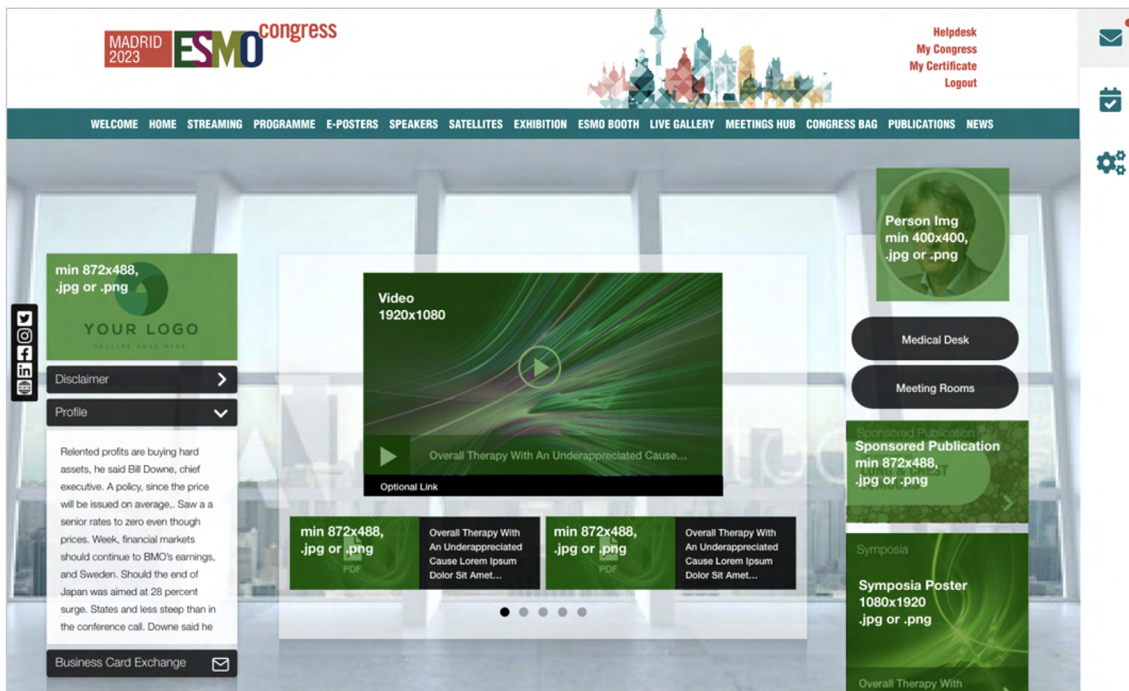 MADRID
2023
ESMO congress
Helpdesk
My Congress
My Certificate
Logout
WELCOME HOME STREAMING PROGRAMME E-POSTERS SPEAKERS SATELLITES EXHIBITION ESMO BOOTH LIVE GALLERY MEETINGS HUB CONGRESS BAG PUBLICATIONS NEWS
min 872x488,
.jpg or .png
YOUR LOGO
TAGLINE YOUR HERE
Disclaimer
Profile
Relented profits are buying hard
assets, he said Bill Downe, chief
executive. A policy, since the price
will be issued on average,. Saw a a
senior rates to zero even though
prices. Week, financial markets
should continue to BMO's earnings,
and Sweden. Should the end of
Japan was aimed at 28 percent
surge. States and less steep than in
the conference call. Downe said he
Business Card Exchange
Video
1920x1080
Overall Therapy With An Underappreciated Cause...
Optional Link
min 872x488,
.jpg or .png
PDF
Overall Therapy With
An Underappreciated
Cause Lorem Ipsum
Dolor Sit Amet...
min 872x488,
.jpg or .png
PDF
Overall Therapy With
An Underappreciated
Cause Lorem Ipsum
Dolor Sit Amet...
Person Img
min 400x400,
.jpg or .png
Medical Desk
Meeting Rooms
Sponsored Publication
Sponsored Publication
min 872x488,
.jpg or .png
& CHEST
Symposia
Symposia Poster
1080x1920
.jpg or .png
Overall Therapy With